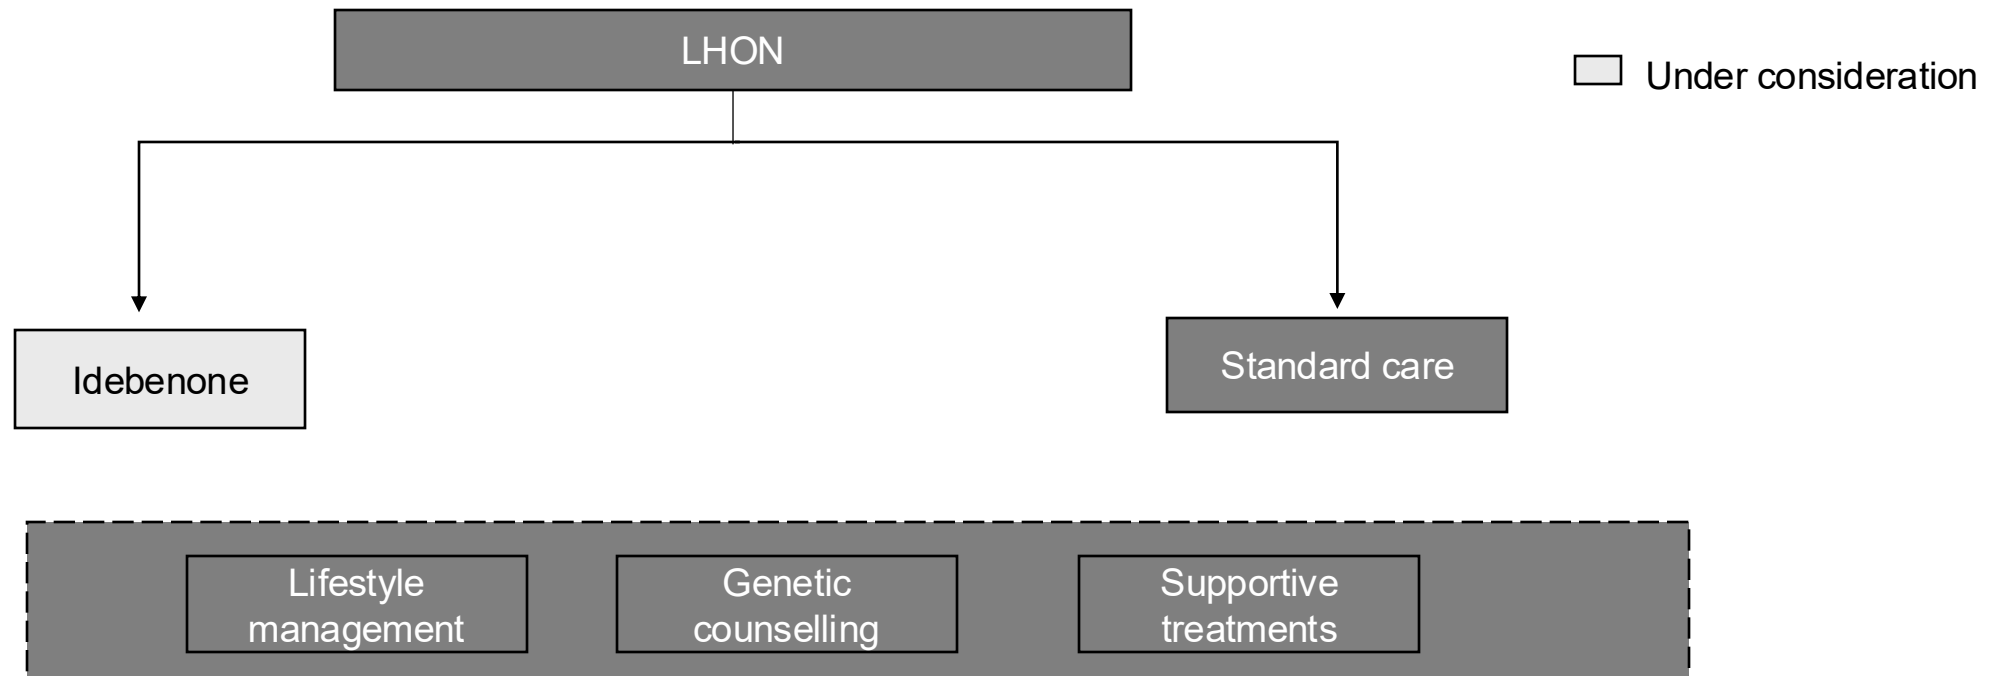 LHON
Under consideration
Idebenone
Standard care
Lifestyle
management
Genetic
counselling
Supportive
treatments